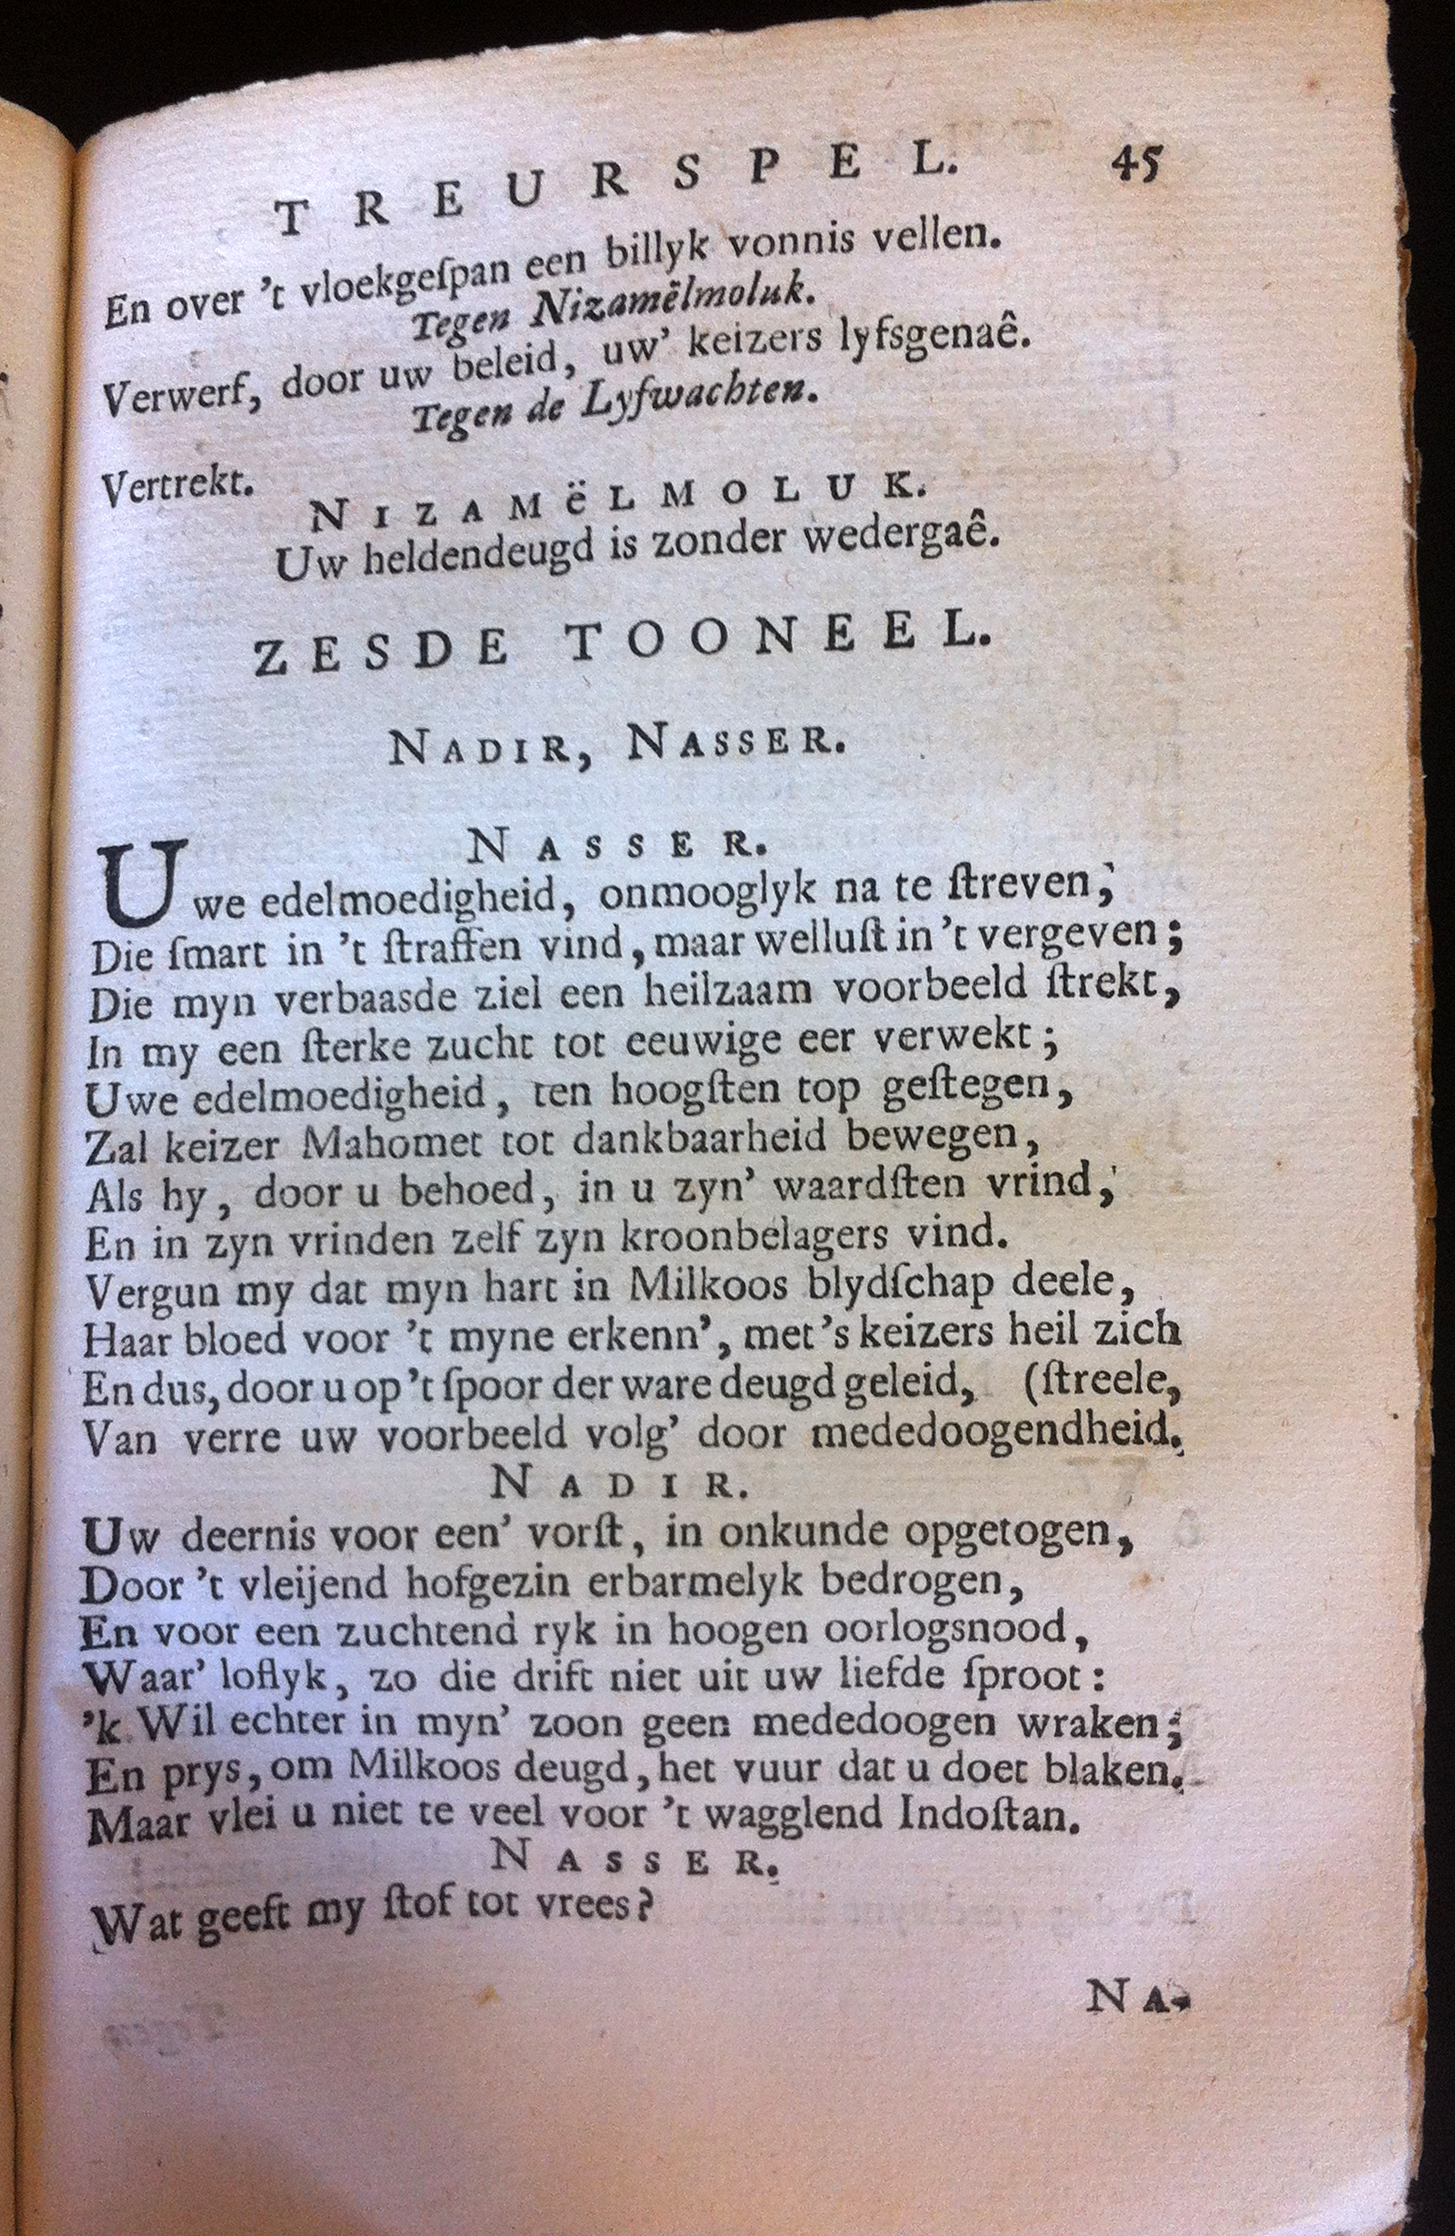 TREURSPEL. 45
En over 't vloekgeſpan een billyk vonnis vellen.
Tegen Nizamëlmoluk.
Verwerf, door uw beleid, uw' keizers lyfsgenaê.
Tegen de Lyfwachten.
Vertrekt.
NIZAMëLMOLUK.
Uw heldendeugd is zonder wedergaê.
ZESDE TOONEEL.
NADIR, NASSER.
NASSER.
Uwe edelmoedigheid, onmooglyk na te ſtreven,
Die ſmart in 't ſtraffen vind, maar welluſt in 't vergeven;
Die myn verbaasde ziel een heilzaam voorbeeld ſtrekt,
In my een ſterke zucht tot eeuwige eer verwekt;
Uwe edelmoedigheid, ten hoogſten top geſtegen,
Zal keizer Mahomet tot dankbaarheid bewegen,
Als hy, door u behoed, in u zyn' waardſten vrind,
En in zyn vrinden zelf zyn kroonbelagers vind.
Vergun my dat myn hart in Milkoos blydſchap deele,
Haar bloed voor 't myne erkenn', met 's keizers heil zich
En dus, door u op 't ſpoor der ware deugd geleid, (ſtreele,
Van verre uw voorbeeld volg' door mededoogendheid.
NADIR.
Uw deernis voor een' vorſt, in onkunde opgetogen,
Door 't vleijend hofgezin erbarmelyk bedrogen,
En voor een zuchtend ryk in hoogen oorlogsnood,
Waar' loflyk, zo die drift niet uit uw liefde ſproot:
'k Wil echter in myn' zoon geen mededoogen wraken;
En prys, om Milkoos deugd, het vuur dat u doet blaken.
Maar vlei u niet te veel voor 't wagglend Indoſtan.
NASSER.
Wat geeft my ſtof tot vrees?
NA-